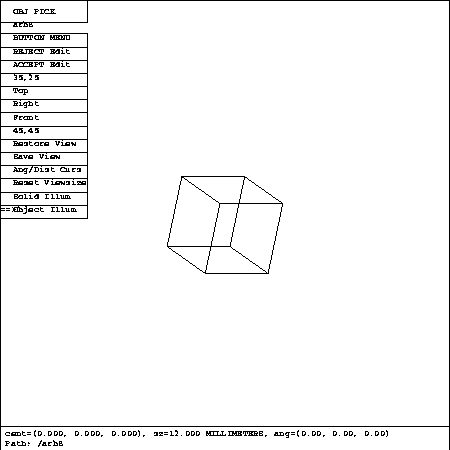 OBJ PICK
arb8
BUTTON MENU
REJECT Edit
ACCEPT Edit
35,25
Top
Right
Front
45,45
Restore View
Save View
Ang/Dist Curs
Reset Viewsize
Solid Illum
==Object Illum
cent=(0.000, 0.000, 0.000), sz=12.000 MILLIMETERS, ang=(0.00, 0.00, 0.00)
Path: /arb8